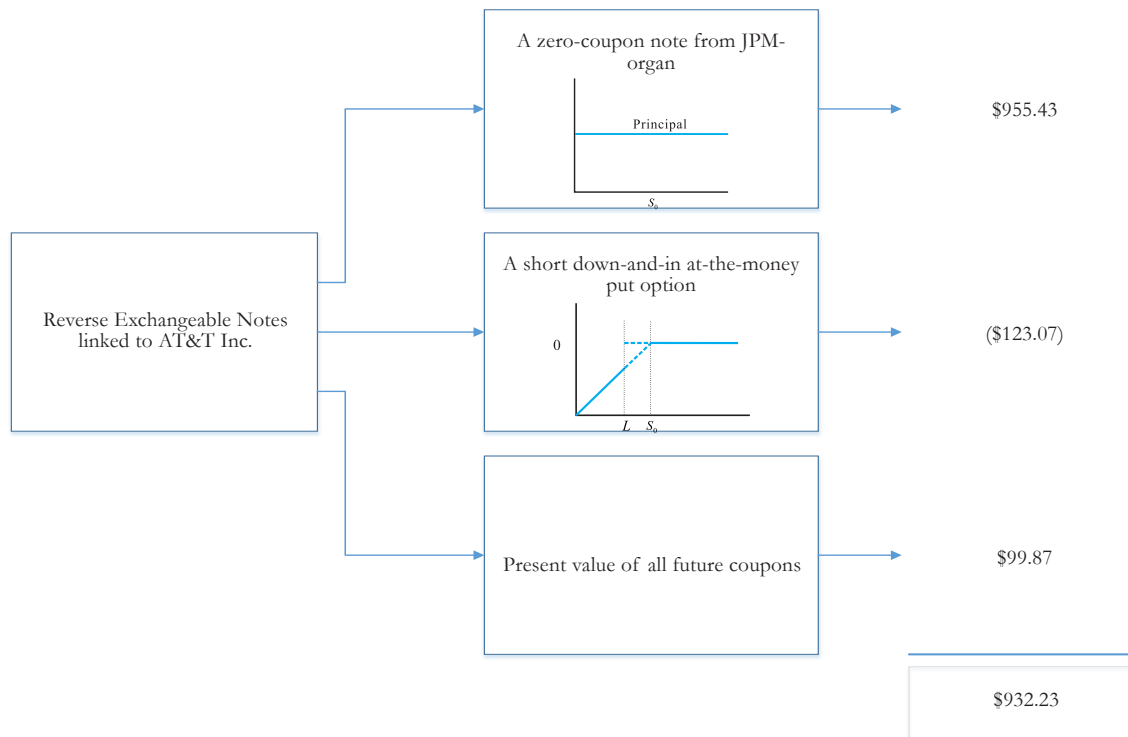 A zero-coupon note from JPM-
organ
Principal
S₀
$955.43
Reverse Exchangeable Notes
linked to AT&T Inc.
A short down-and-in at-the-money
put option
0
L S₀
($123.07)
Present value of all future coupons
$99.87
$932.23